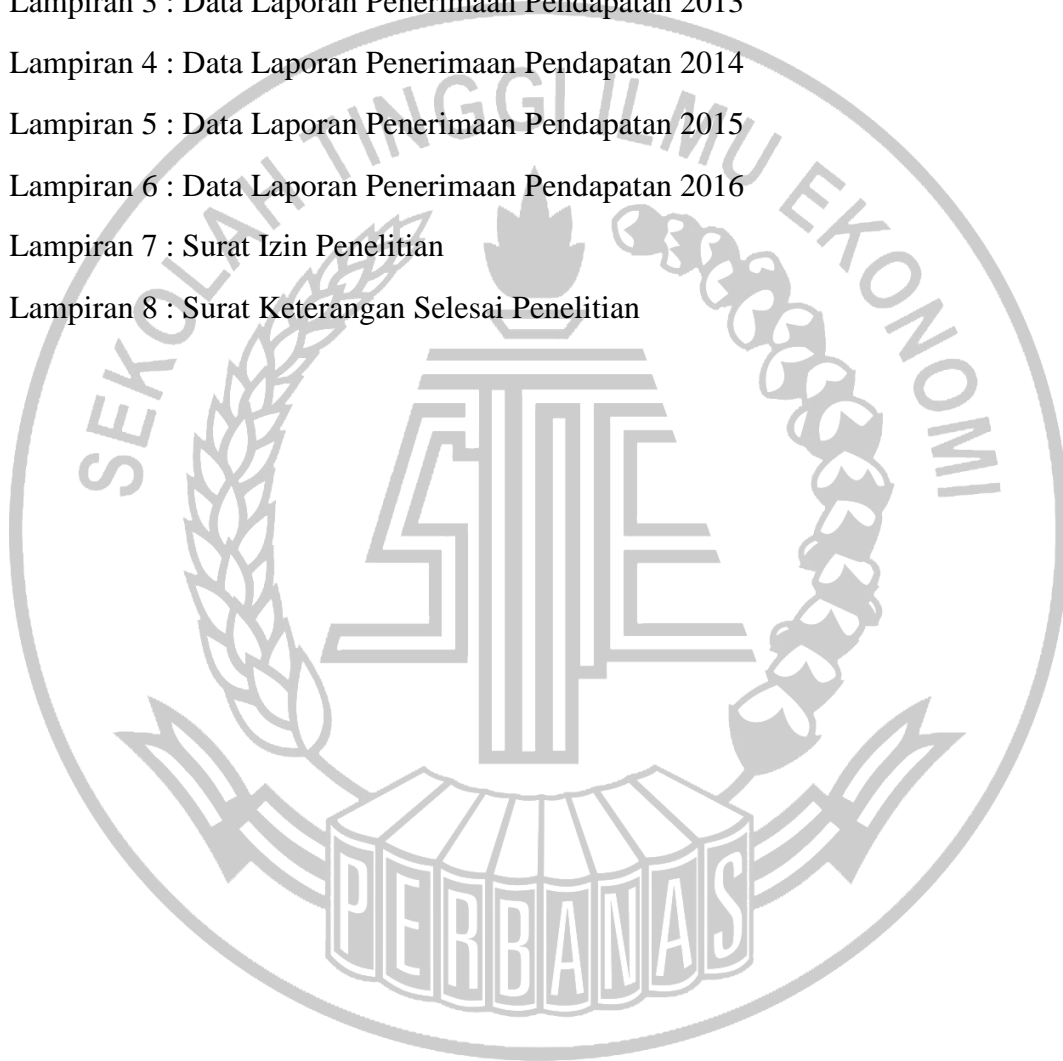 Lampiran 3 : Data Laporan Penerimaan Pendapatan 2013
Lampiran 4 : Data Laporan Penerimaan Pendapatan 2014
Lampiran 5 : Data Laporan Penerimaan Pendapatan 2015
Lampiran 6 : Data Laporan Penerimaan Pendapatan 2016
Lampiran 7 : Surat Izin Penelitian
Lampiran 8 : Surat Keterangan Selesai Penelitian
SEKOLAH TINGGI ILMU EKONOMI
STIE
PERBANAS